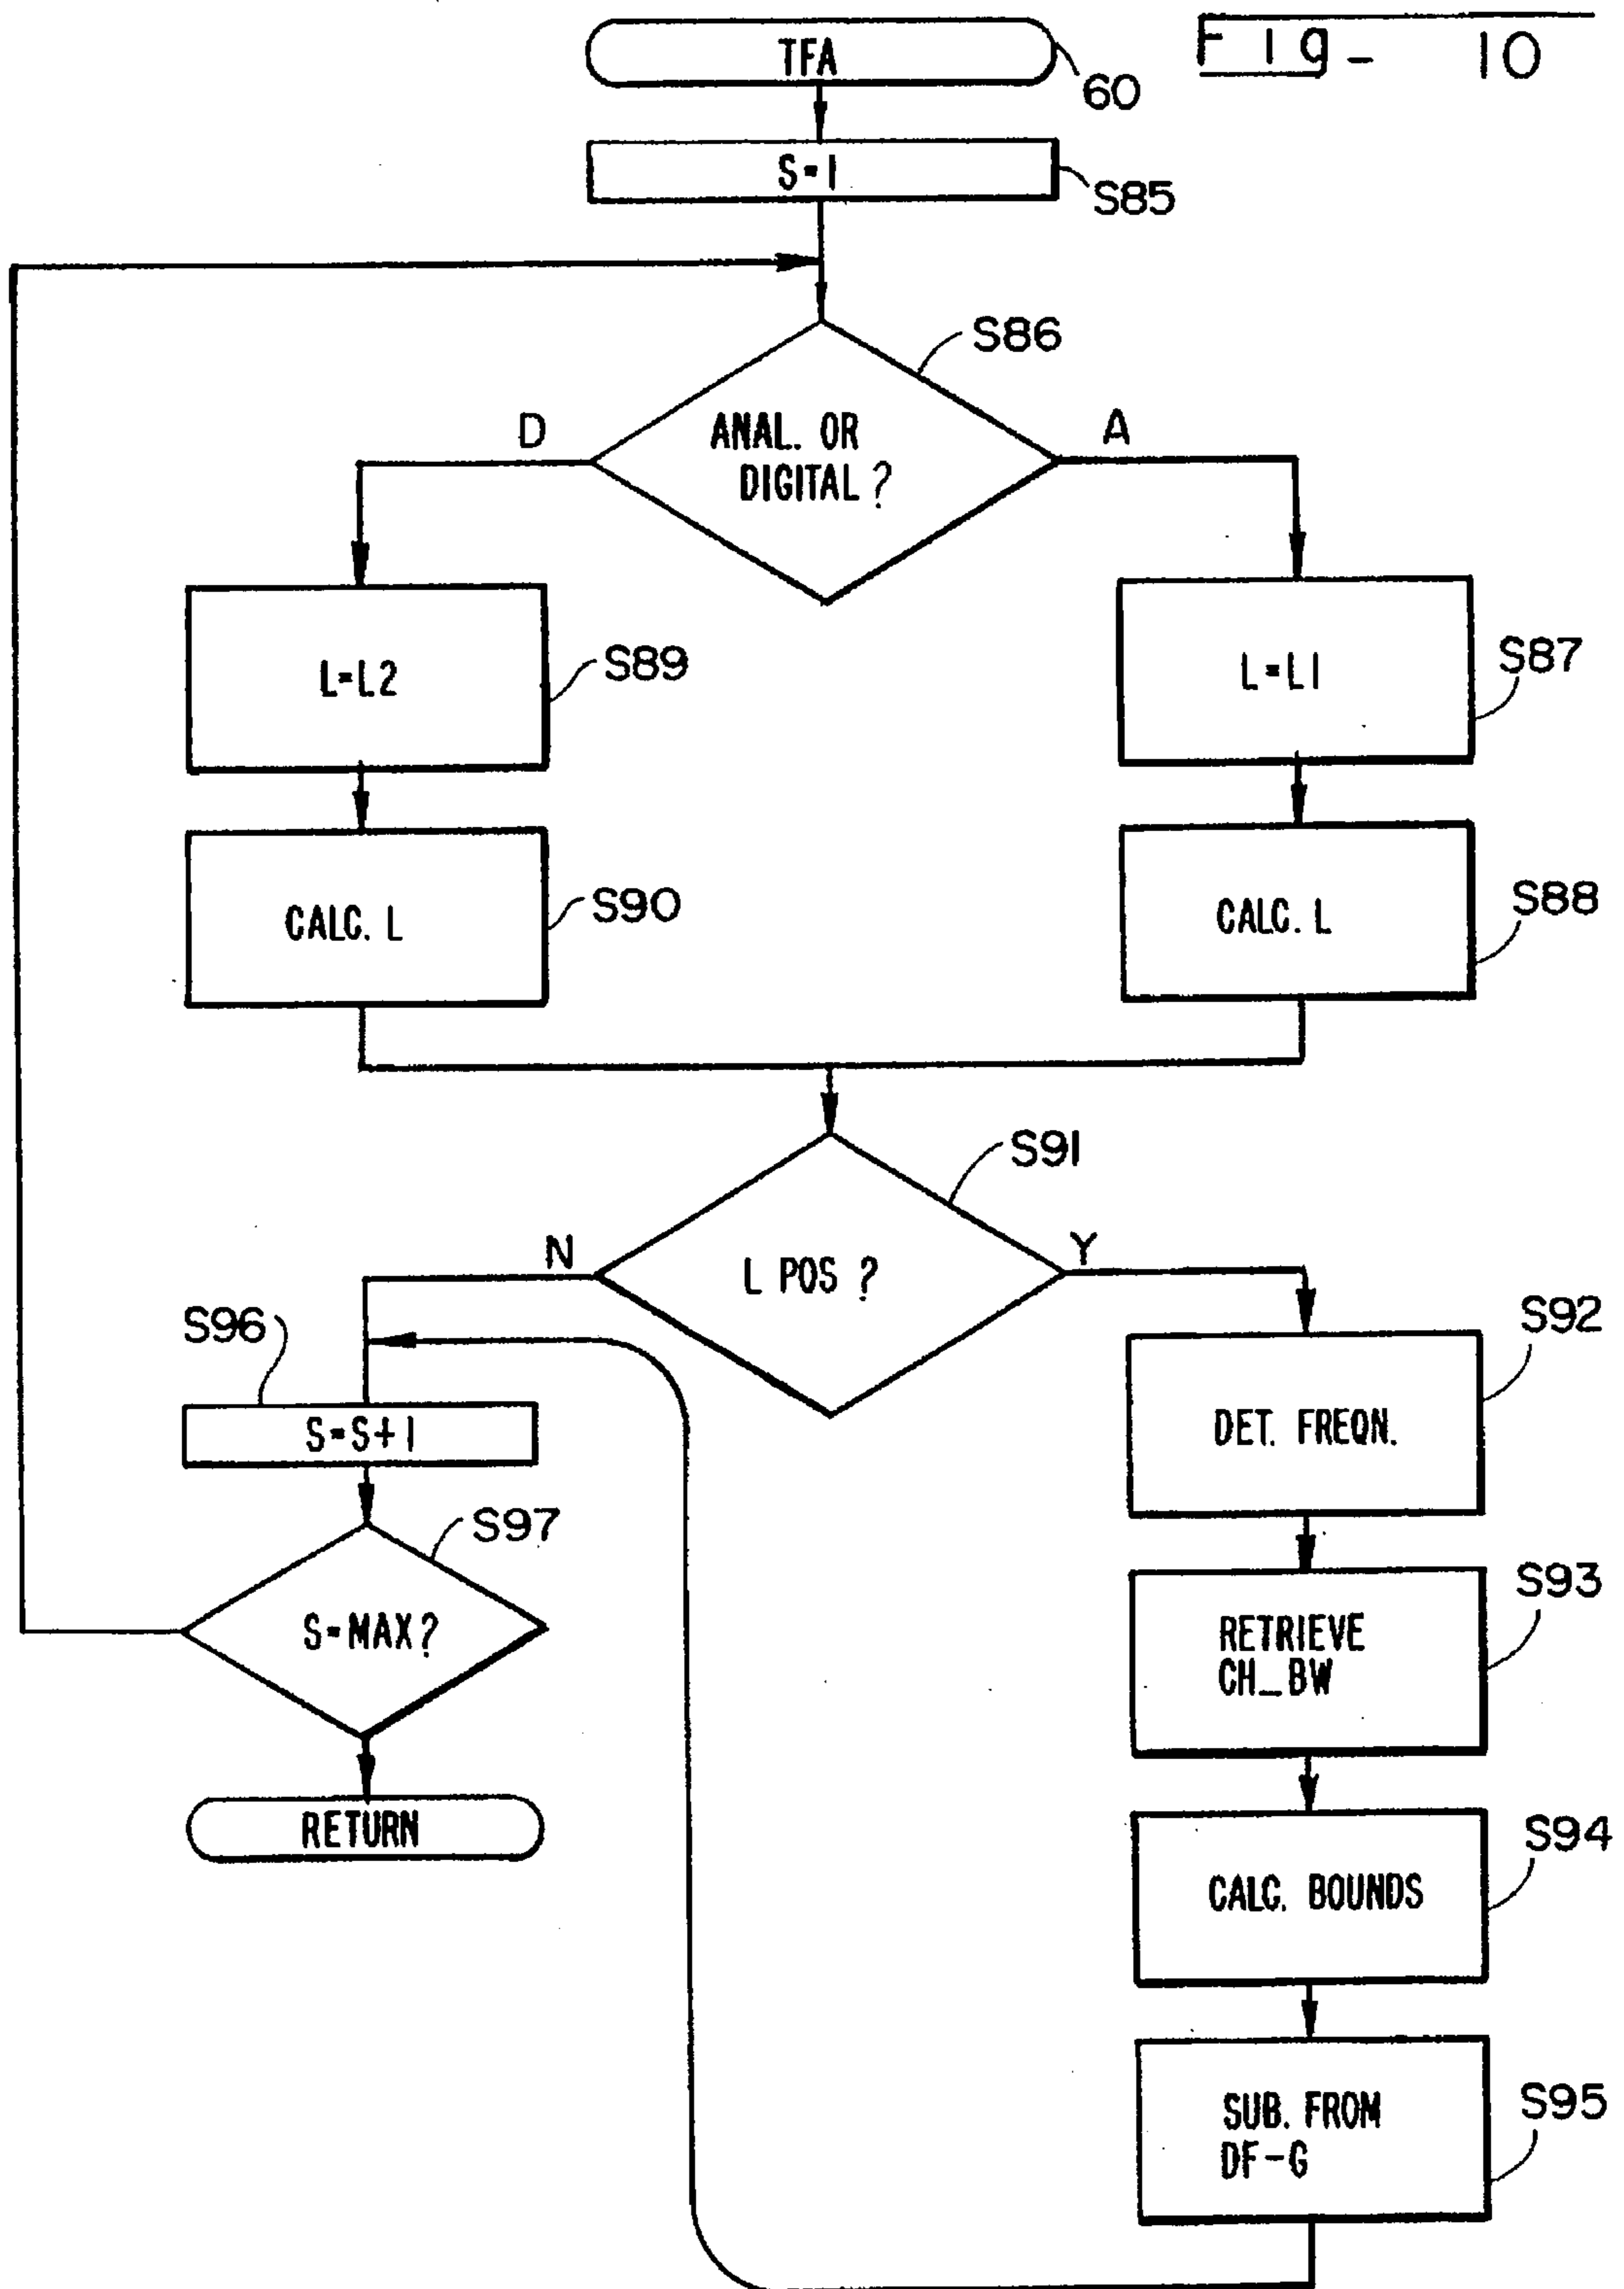 Fig- 10
TFA
60
S=1
S85
S86
ANAL. OR
DIGITAL?
D
A
L=L2
S89
L=L1
S87
CALC. L
S90
CALC. L
S88
S91
L POS ?
N
Y
S96
S=S+1
S92
DET. FREQN.
S97
S=MAX?
S93
RETRIEVE
CH_BW
RETURN
S94
CALC. BOUNDS
S95
SUB. FROM
DF-G